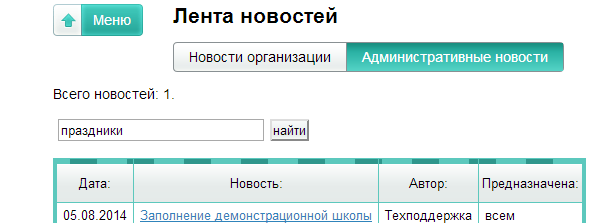 Меню
Лента новостей
Новости организации Административные новости
Всего новостей: 1.
праздники найти
Дата: Новость: Автор: Предназначена:
05.08.2014 Заполнение демонстрационной школы Техподдержка всем